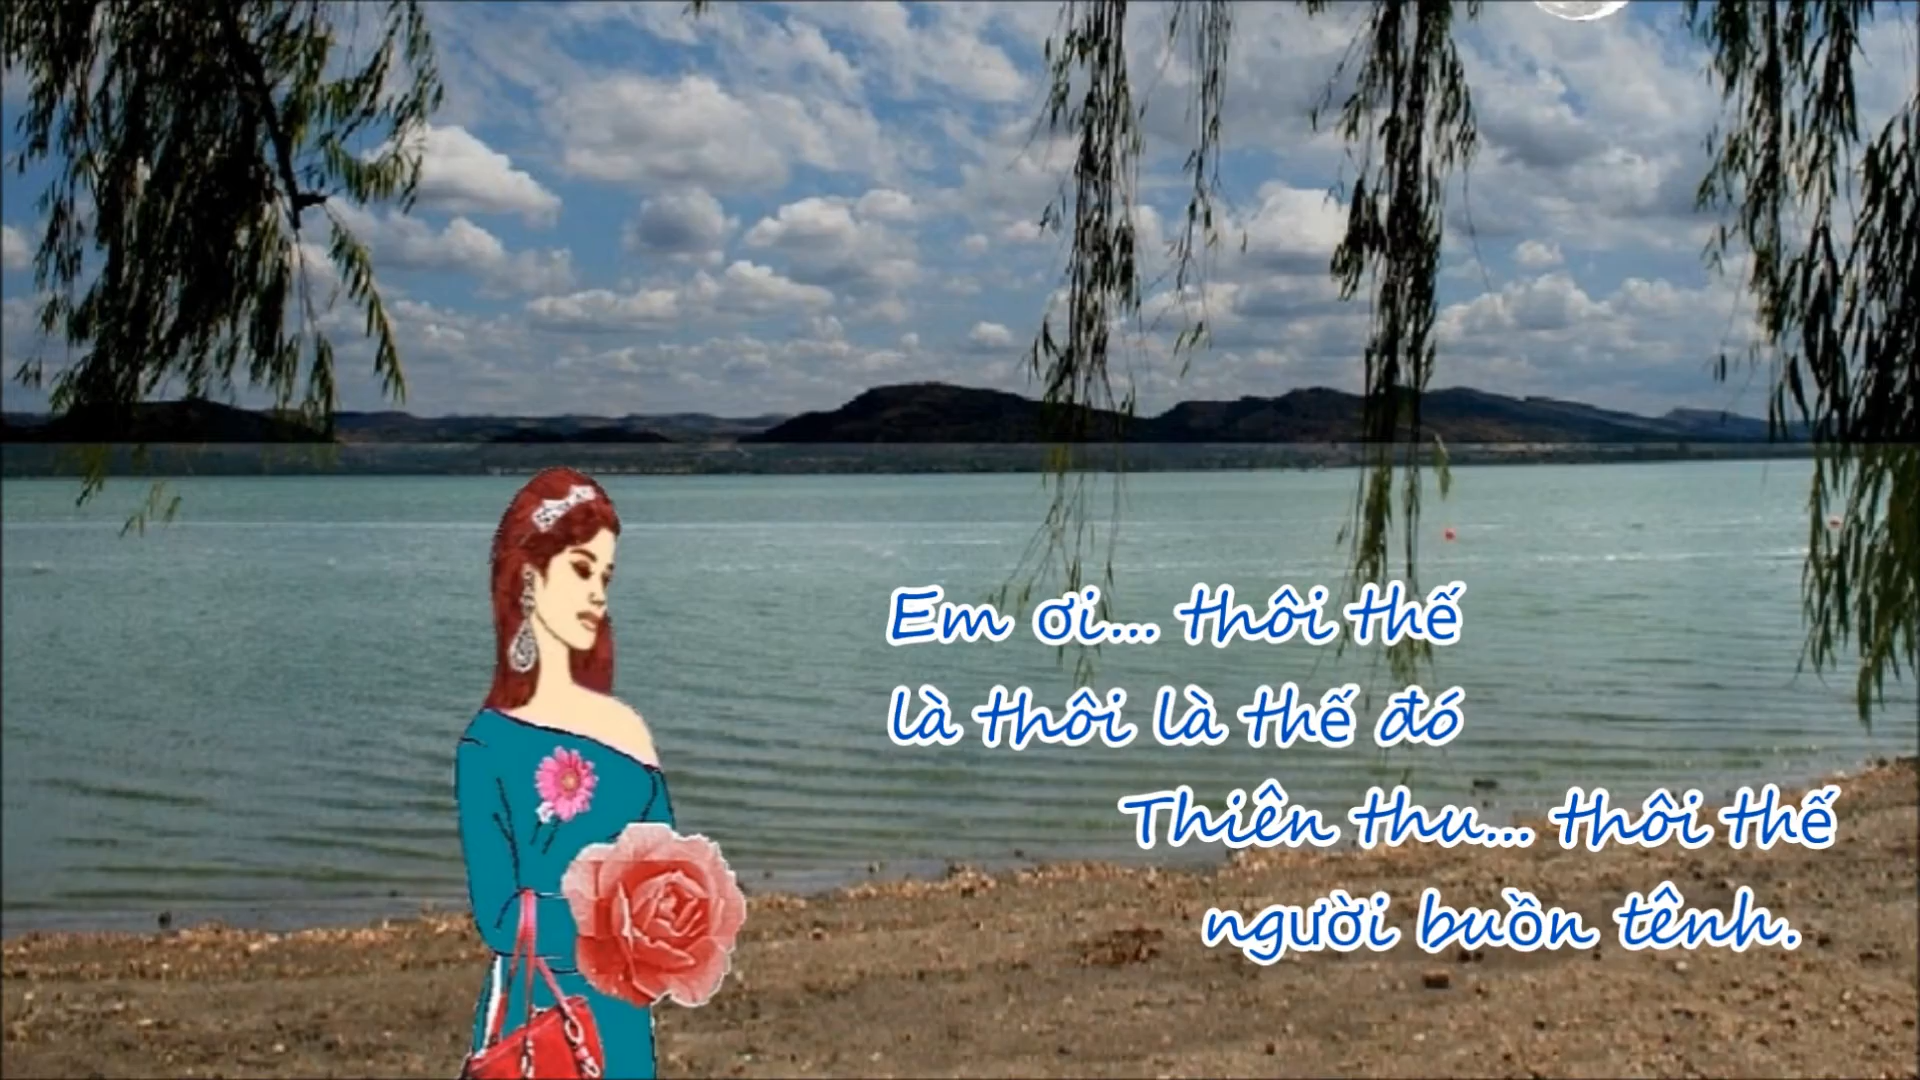 Em ơi... thôi thế
là thôi là thế đó
Thiên thu... thôi thế
người buồn tênh.